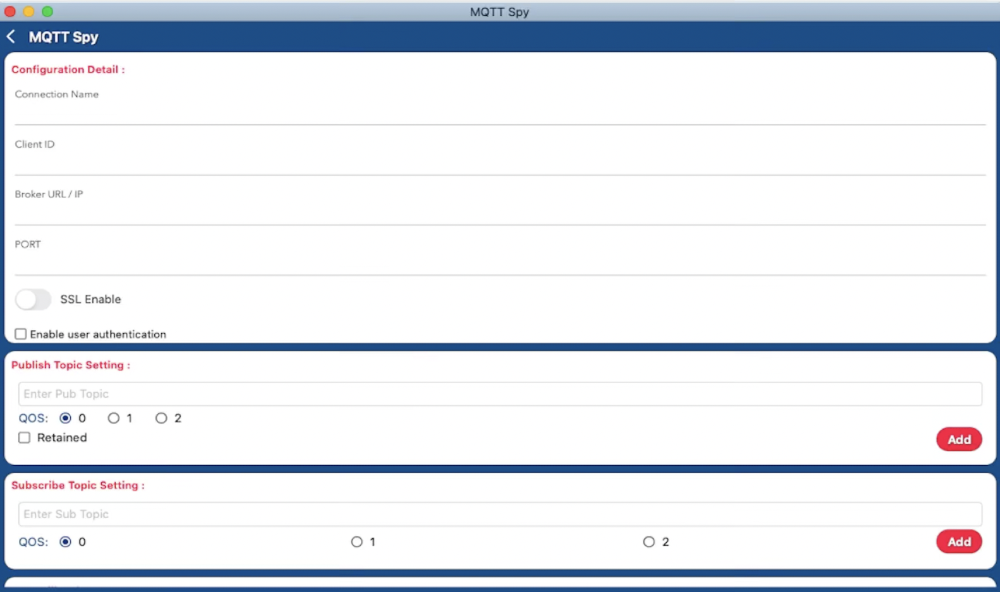 MQTT Spy
MQTT Spy
Configuration Detail :
Connection Name
Client ID
Broker URL / IP
PORT
SSL Enable
Enable user authentication
Publish Topic Setting :
Enter Pub Topic
QOS: 0 1 2
Retained
Add
Subscribe Topic Setting :
Enter Sub Topic
QOS: 0 1 2
Add